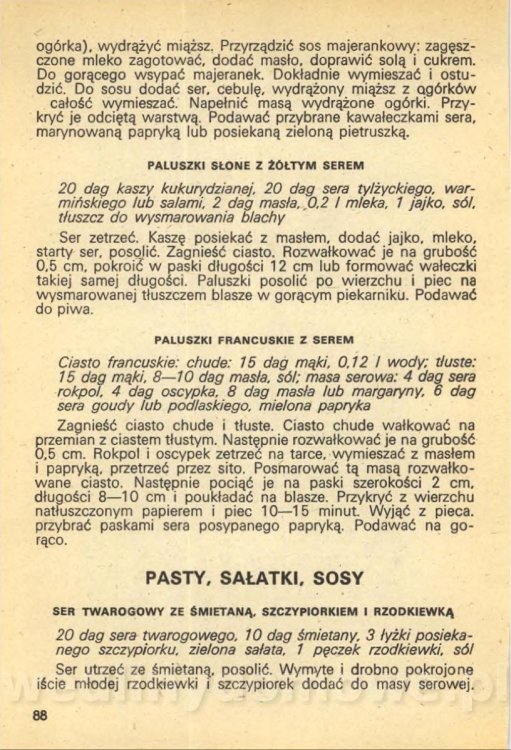 ogórka), wydrążyć miąższ. Przyrządzić sos majerankowy: zagęsz-
czone mleko zagotować, dodać masło, doprawić solą i cukrem.
Do gorącego wsypać majeranek. Dokładnie wymieszać i ostu-
dzić. Do sosu dodać ser, cebulę, wydrążony miąższ z ogórków
całość wymieszać. Napełnić masą wydrążone ogórki. Przy-
kryć je odciętą warstwą. Podawać przybrane kawałeczkami sera,
marynowaną papryką lub posiekaną zieloną pietruszką.
PALUSZKI SŁONE Z ŻÓŁTYM SEREM
20 dag kaszy kukurydzianej, 20 dag sera tylżyckiego, war-
mińskiego lub salami, 2 dag masła, 0,2 l mleka, 1 jajko, sól,
tłuszcz do wysmarowania blachy
Ser zetrzeć. Kaszę posiekać z masłem, dodać jajko, mleko,
starty ser, posolić. Zagnieść ciasto. Rozwałkować je na grubość
0,5 cm, pokroić w paski długości 12 cm lub formować wałeczki
takiej samej długości. Paluszki posolić po wierzchu i piec na
wysmarowanej tłuszczem blasze w gorącym piekarniku. Podawać
do piwa.
PALUSZKI FRANCUSKIE Z SEREM
Ciasto francuskie: chude: 15 dag mąki, 0,12 l wody; tłuste:
15 dag mąki, 8—10 dag masła, sól; masa serowa: 4 dag sera
rokpol, 4 dag oscypka, 8 dag masła lub margaryny, 6 dag
sera goudy lub podlaskiego, mielona papryka
Zagnieść ciasto chude i tłuste. Ciasto chude wałkować na
przemian z ciastem tłustym. Następnie rozwałkować je na grubość
0,5 cm. Rokpol i oscypek zetrzeć na tarce, wymieszać z masłem
i papryką, przetrzeć przez sito. Posmarować tą masą rozwałko-
wane ciasto. Następnie pociąć je na paski szerokości 2 cm,
długości 8—10 cm i poukładać na blasze. Przykryć z wierzchu
natłuszczonym papierem i piec 10—15 minut. Wyjąć z pieca.
przybrać paskami sera posypanego papryką. Podawać na go-
rąco.
PASTY, SAŁATKI, SOSY
SER TWAROGOWY ZE ŚMIETANĄ, SZCZYPIORKIEM I RZODKIEWKĄ
20 dag sera twarogowego, 10 dag śmietany, 3 łyżki posieka-
nego szczypiorku, zielona sałata, 1 pęczek rzodkiewki, sól
Ser utrzeć ze śmietaną, posolić. Wymyte i drobno pokrojone
iście młodej rzodkiewki i szczypiorek dodać do masy serowej.
88